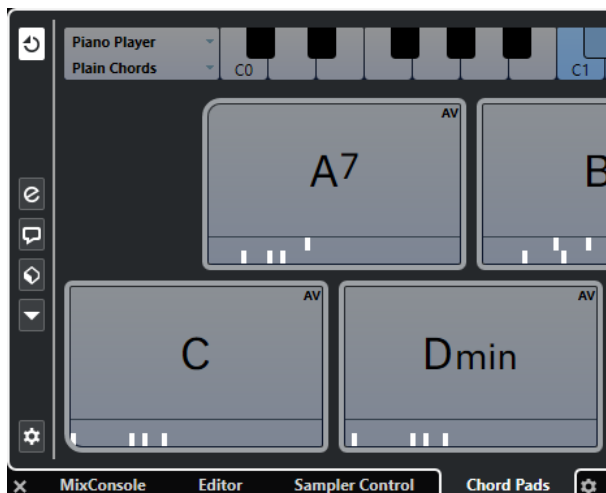 Piano Player
Plain Chords
C0
C1
AV
A7
B
AV
C
AV
Dmin
MixConsole
Editor
Sampler Control
Chord Pads